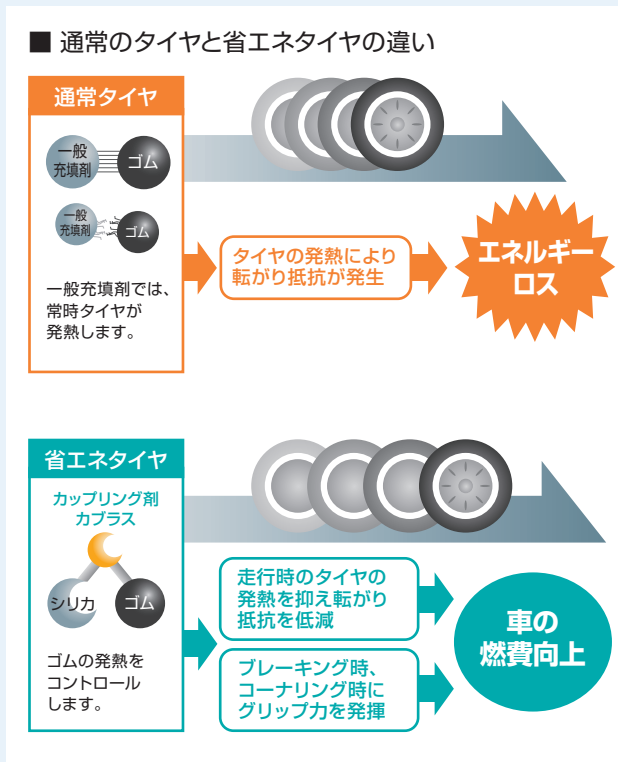 ■ 通常のタイヤと省エネタイヤの違い
通常タイヤ
一般
充填剤
ゴム
一般
充填剤
ゴム
一般充填剤では、
常時タイヤが
発熱します。
タイヤの発熱により
転がり抵抗が発生
エネルギー
ロス
省エネタイヤ
カップリング剤
カブラス
シリカ
ゴム
ゴムの発熱を
コントロール
します。
走行時のタイヤの
発熱を抑え転がり
抵抗を低減
ブレーキング時、
コーナリング時に
グリップ力を発揮
車の
燃費向上